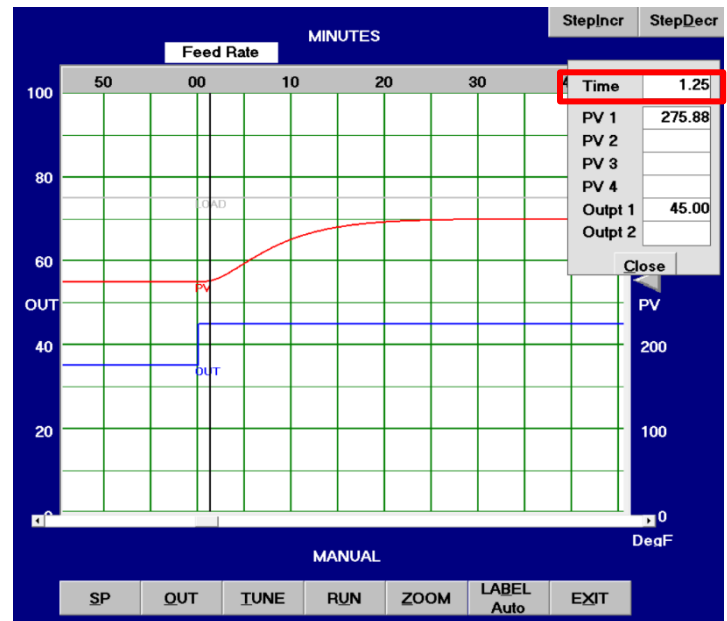 StepIncr StepDecr
MINUTES
Feed Rate
50 00 10 20 30
Time 1.25
PV 1 275.88
PV 2
PV 3
PV 4
Outpt 1 45.00
Outpt 2
Close
100
80
60
OUT
40
20
0
LOAD
PV
OUT
PV
200
100
0
DegF
MANUAL
SP OUT TUNE RUN ZOOM LABEL Auto EXIT